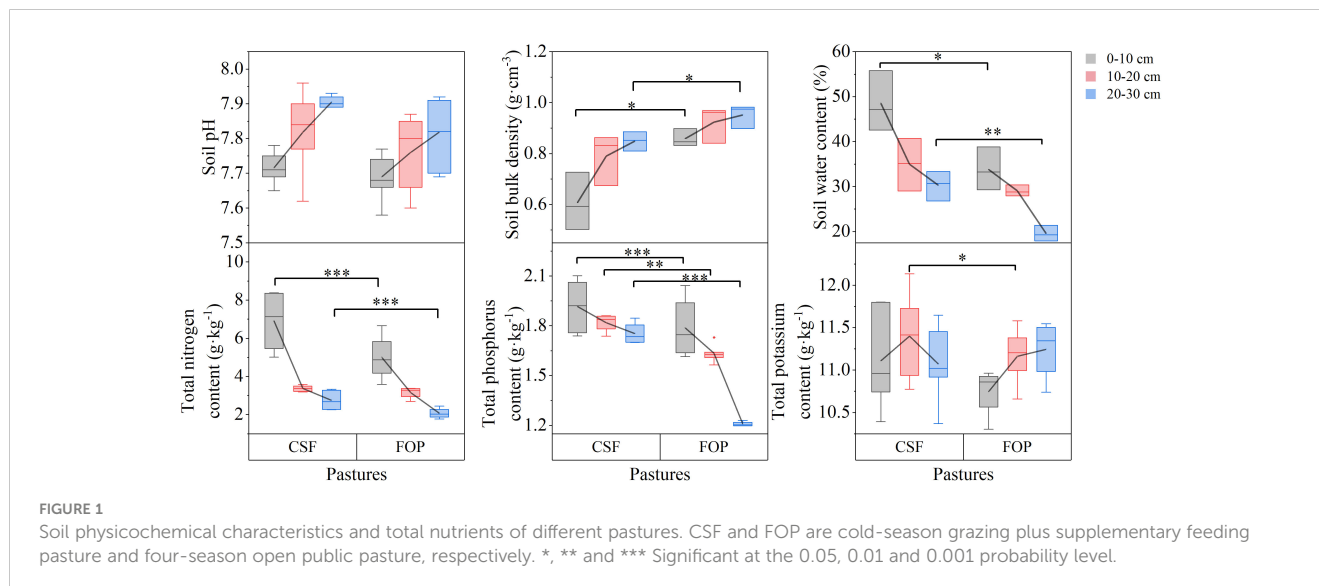 8.0
7.9
7.8
7.7
7.6
7.5
Soil pH
1.2
1.0
0.8
0.6
Soil bulk density (g·cm⁻³)
*
*
60
50
40
30
20
Soil water content (%)
*
**
0-10 cm
10-20 cm
20-30 cm
10
8
6
4
2
Total nitrogen
content (g·kg⁻¹)
***
***
CSF
FOP
Pastures
2.1
1.8
1.5
1.2
Total phosphorus
content (g·kg⁻¹)
***
**
***
CSF
FOP
Pastures
12.0
11.5
11.0
10.5
Total potassium
content (g·kg⁻¹)
*
CSF
FOP
Pastures
FIGURE 1
Soil physicochemical characteristics and total nutrients of different pastures. CSF and FOP are cold-season grazing plus supplementary feeding
pasture and four-season open public pasture, respectively. *, ** and *** Significant at the 0.05, 0.01 and 0.001 probability level.